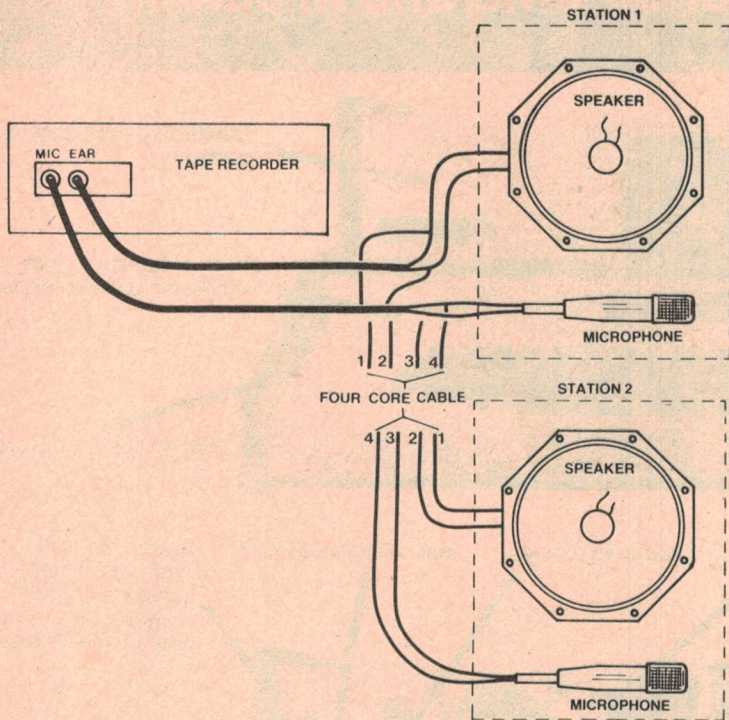 STATION 1
SPEAKER
MIC EAR
TAPE RECORDER
MICROPHONE
1 2 3 4
FOUR CORE CABLE
STATION 2
4 3 2 1
SPEAKER
MICROPHONE